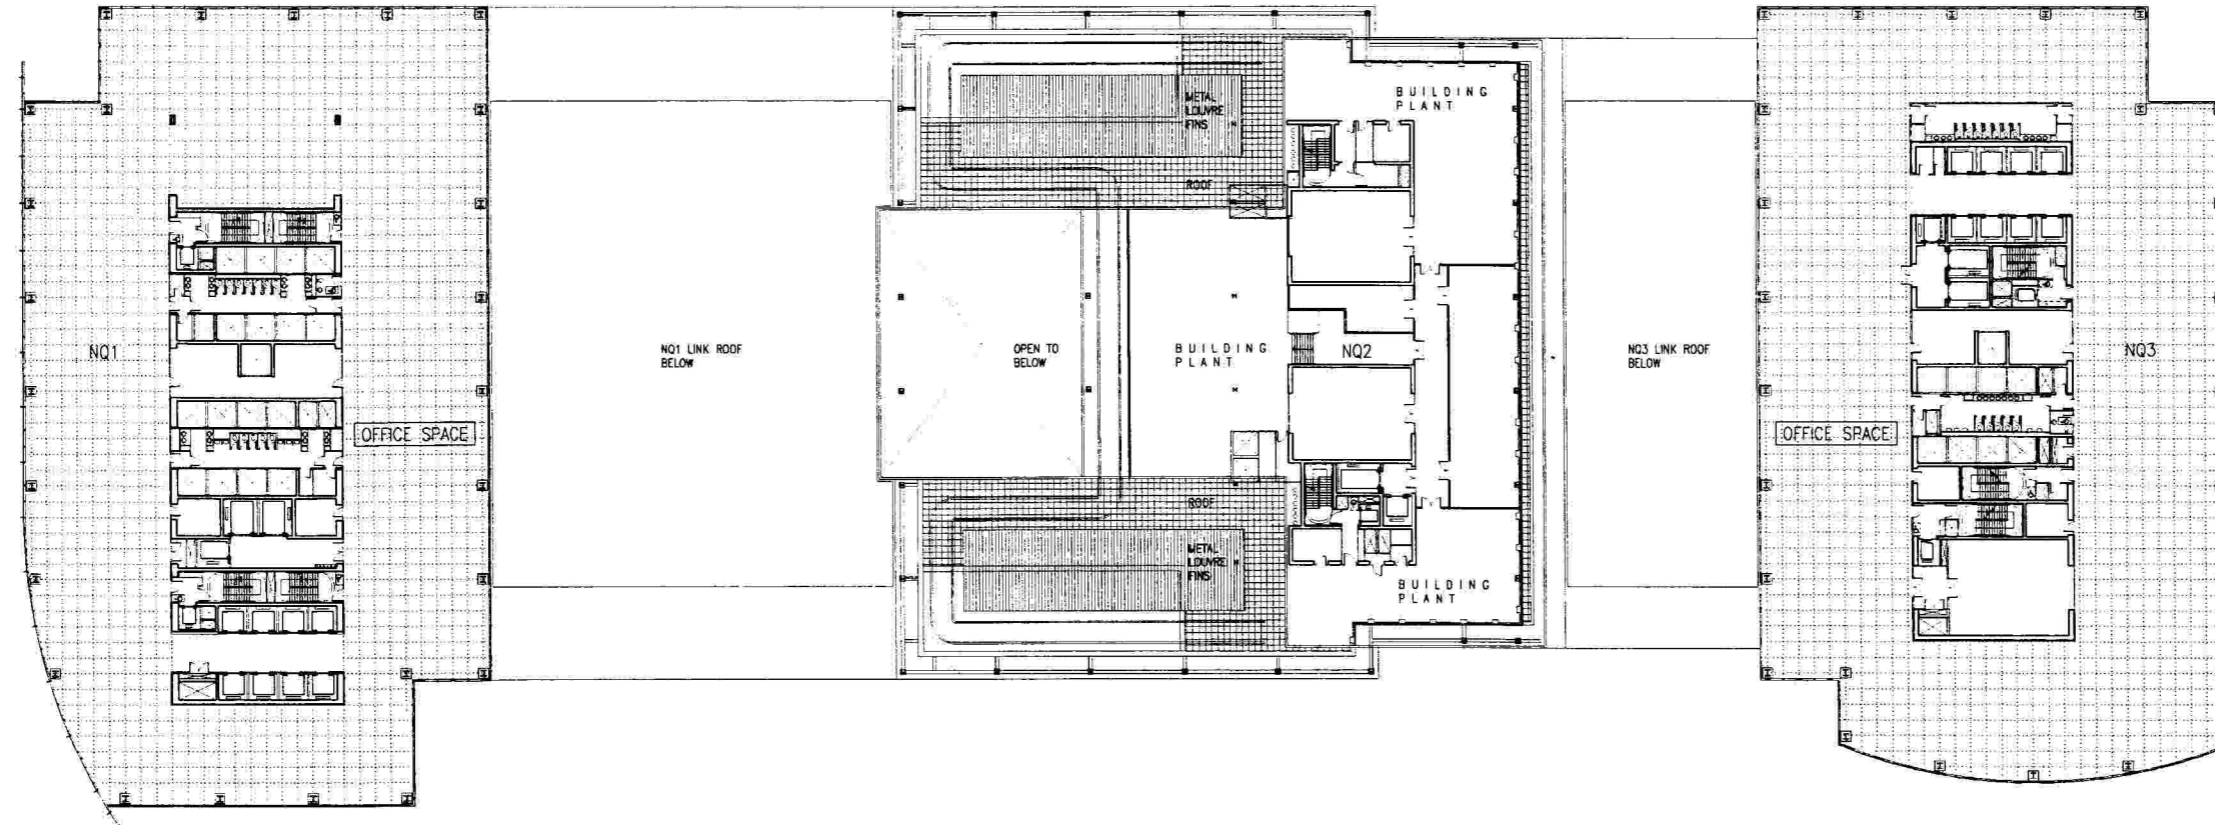 METAL
LOUVRE
FINS
BUILDING
PLANT
ROOF
NQ1
NQ1 LINK ROOF
BELOW
OPEN TO
BELOW
BUILDING
PLANT
NQ2
NQ3 LINK ROOF
BELOW
NQ3
OFFICE SPACE
OFFICE SPACE
ROOF
METAL
LOUVRE
FINS
BUILDING
PLANT